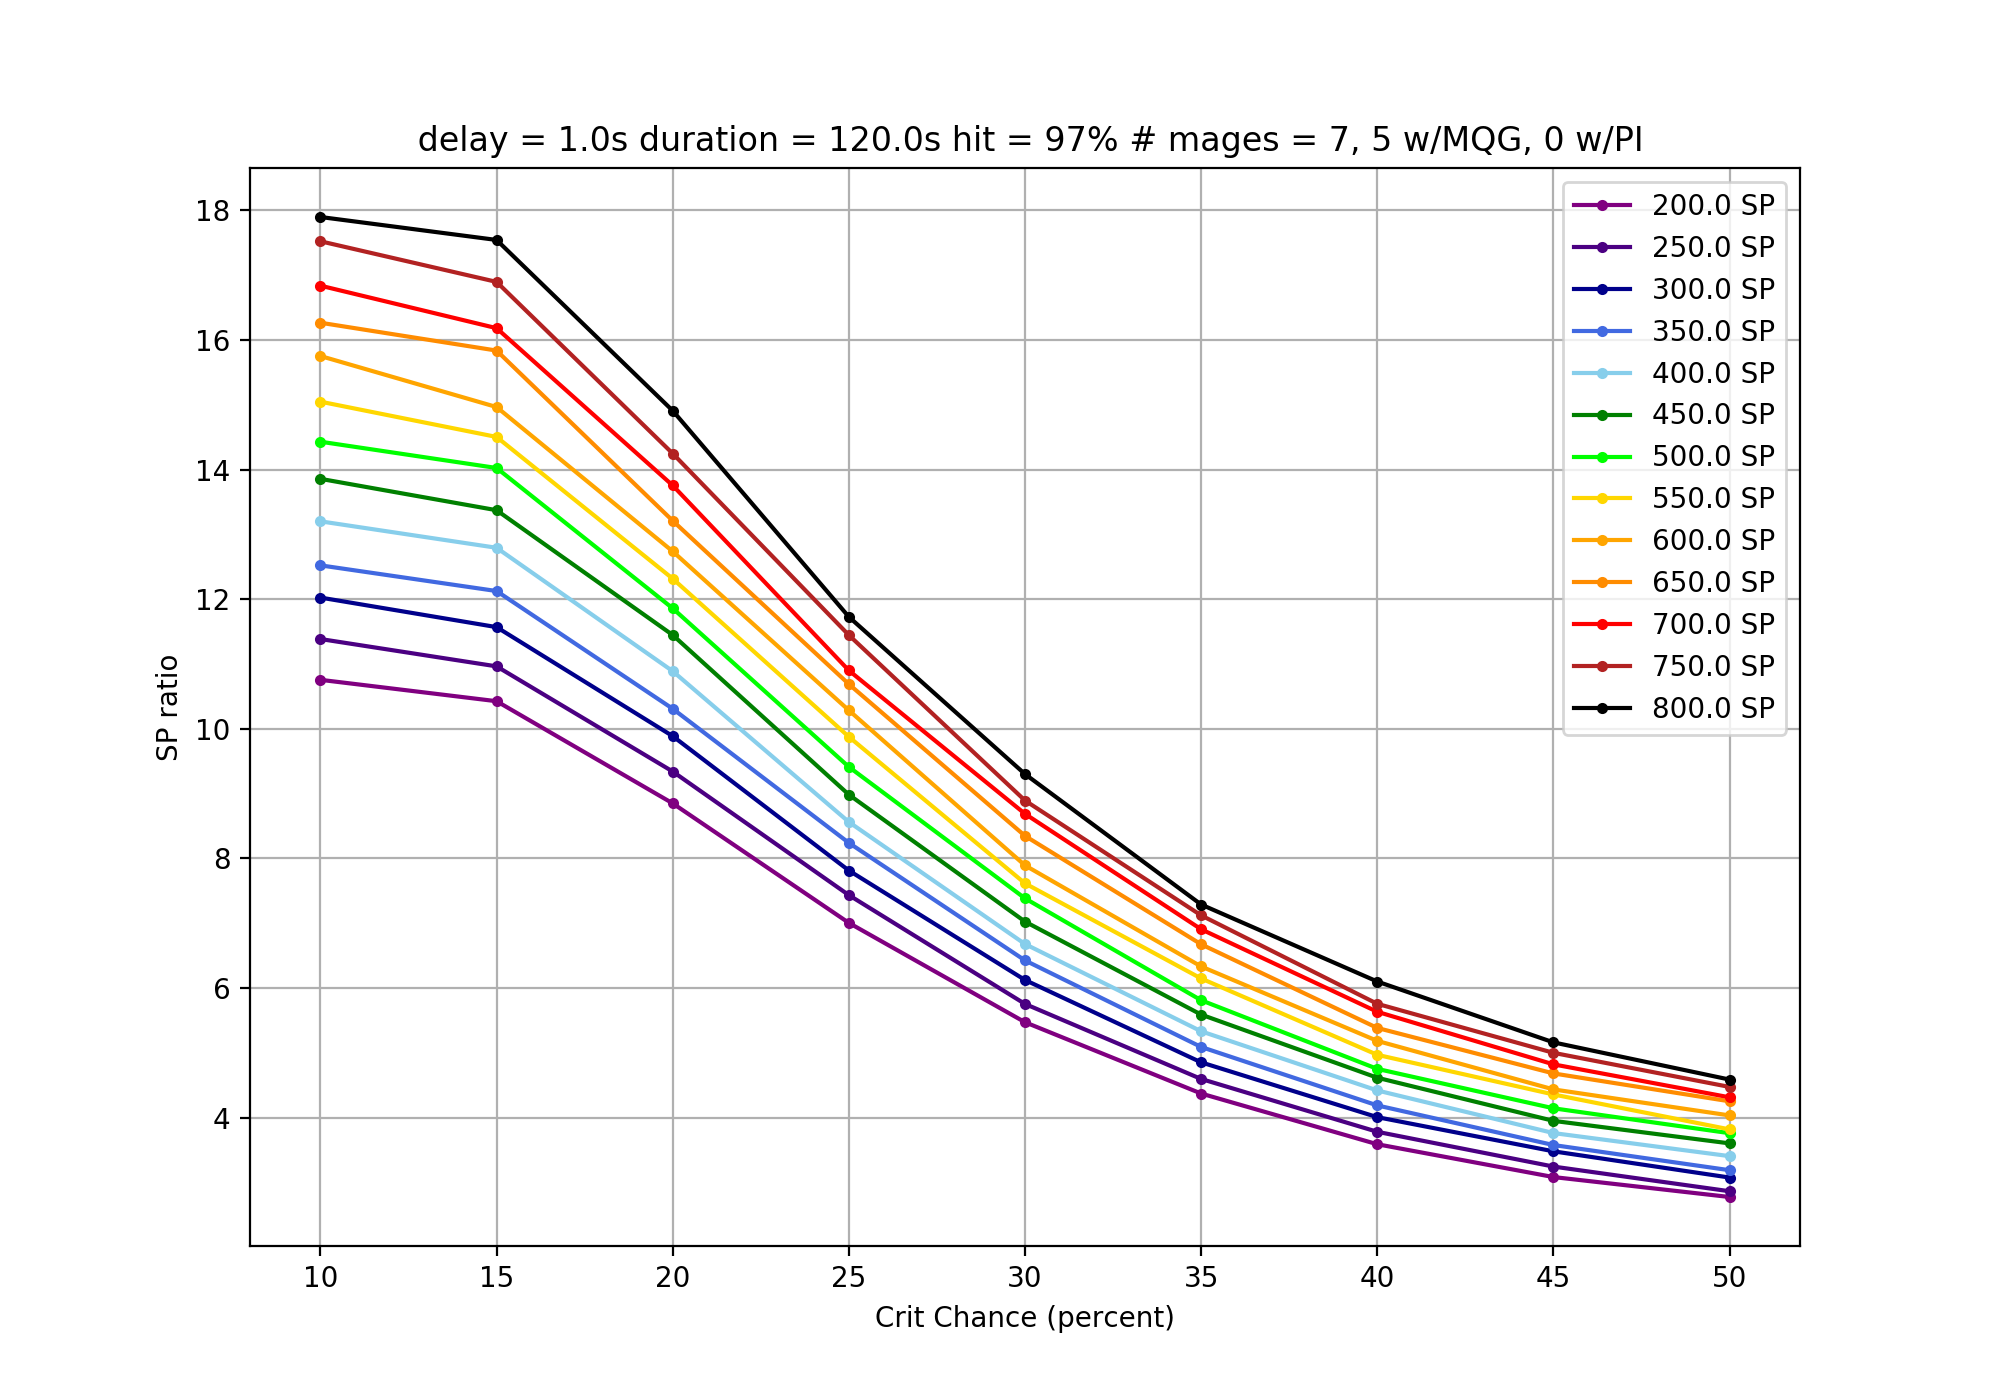 delay = 1.0s duration = 120.0s hit = 97% # mages = 7, 5 w/MQG, 0 w/PI
18
16
14
12
10
8
6
4
SP ratio
200.0 SP
250.0 SP
300.0 SP
350.0 SP
400.0 SP
450.0 SP
500.0 SP
550.0 SP
600.0 SP
650.0 SP
700.0 SP
750.0 SP
800.0 SP
10 15 20 25 30 35 40 45 50
Crit Chance (percent)